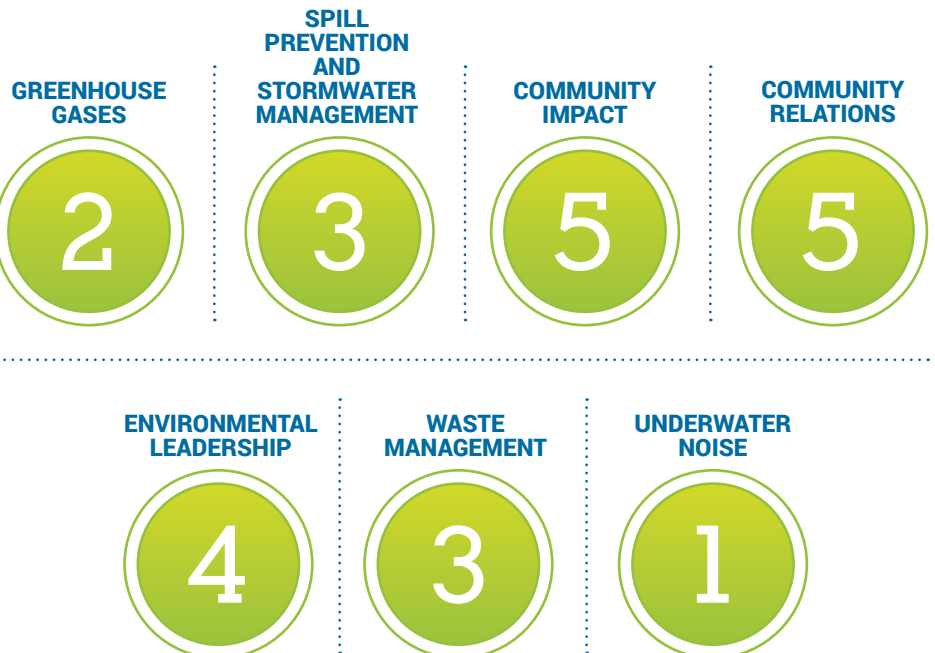 GREENHOUSE
GASES
2
SPILL
PREVENTION
AND
STORMWATER
MANAGEMENT
3
COMMUNITY
IMPACT
5
COMMUNITY
RELATIONS
5
ENVIRONMENTAL
LEADERSHIP
4
WASTE
MANAGEMENT
3
UNDERWATER
NOISE
1